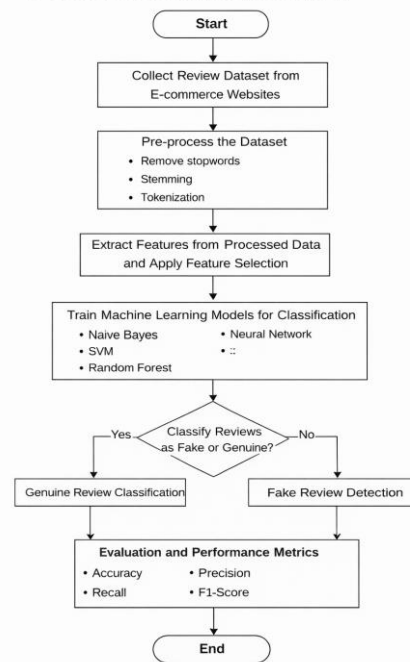 Start
Collect Review Dataset from
E-commerce Websites
Pre-process the Dataset
• Remove stopwords
• Stemming
• Tokenization
Extract Features from Processed Data
and Apply Feature Selection
Train Machine Learning Models for Classification
• Naive Bayes
• SVM
• Random Forest
• Neural Network
• ::
Yes
Classify Reviews
as Fake or Genuine?
No
Genuine Review Classification
Fake Review Detection
Evaluation and Performance Metrics
• Accuracy
• Recall
• Precision
• F1-Score
End